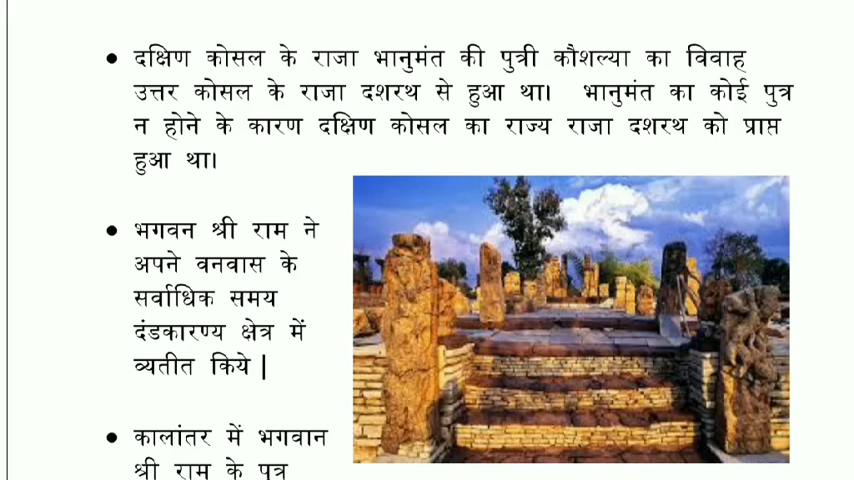 • दक्षिण कोसल के राजा भानुमंत की पुत्री कौशल्या का विवाह
उत्तर कोसल के राजा दशरथ से हुआ था। भानुमंत का कोई पुत्र
न होने के कारण दक्षिण कोसल का राज्य राजा दशरथ को प्राप्त
हुआ था।
• भगवन श्री राम ने
अपने वनवास के
सर्वाधिक समय
दंडकारण्य क्षेत्र में
व्यतीत किये |
• कालांतर में भगवान
श्री राम के पुत्र